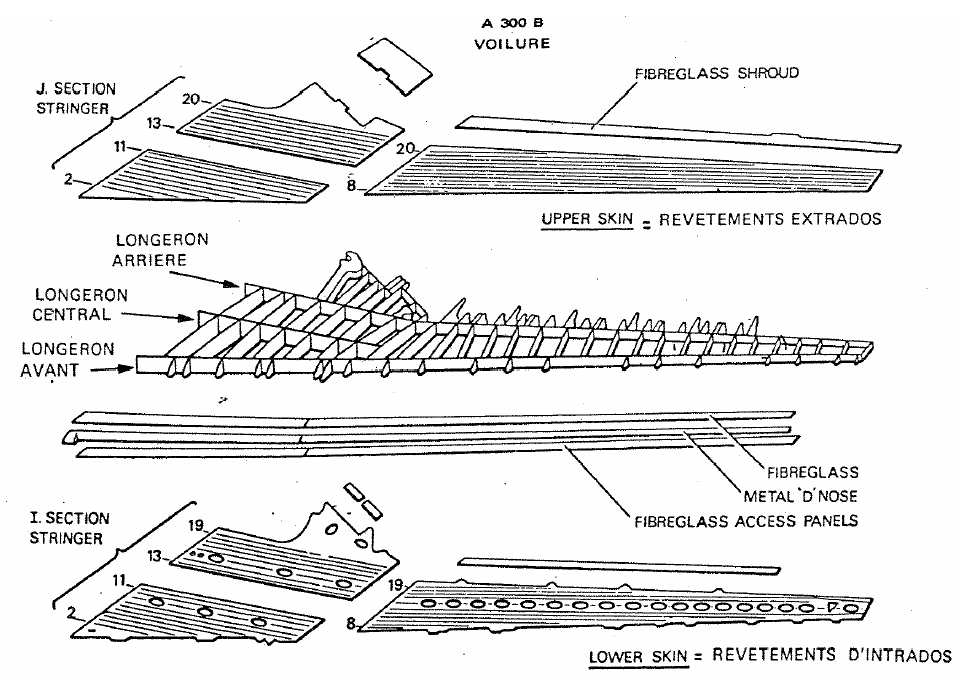 A 300 B
VOILURE
FIBREGLASS SHROUD
J. SECTION
STRINGER
20
13
11
2
20
8
UPPER SKIN = REVETEMENTS EXTRADOS
LONGERON
ARRIERE
LONGERON
CENTRAL
LONGERON
AVANT
FIBREGLASS
METAL 'D' NOSE
FIBREGLASS ACCESS PANELS
I. SECTION
STRINGER
19
13
11
2
19
8
LOWER SKIN = REVETEMENTS D'INTRADOS